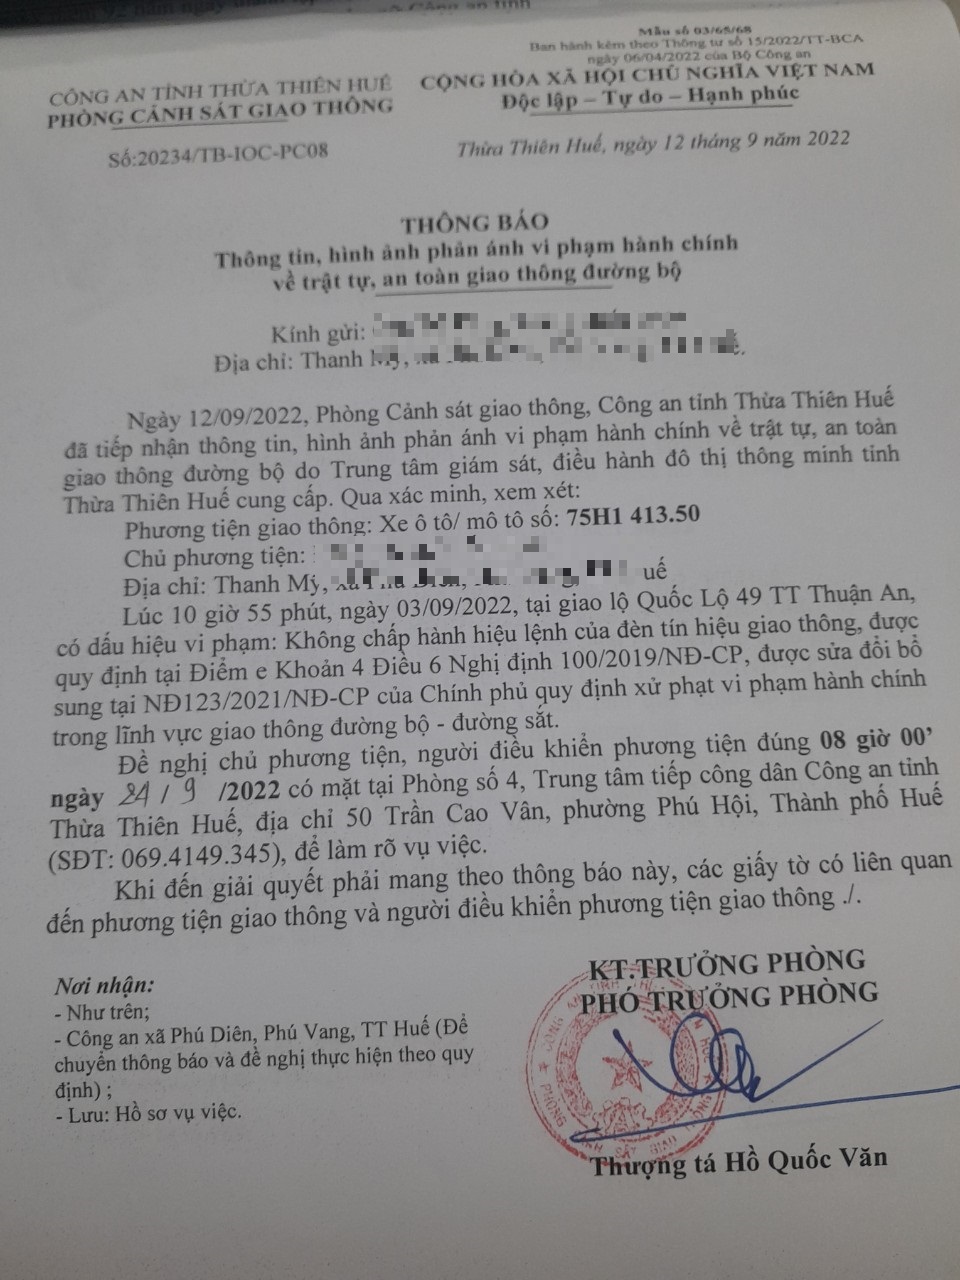 Mẫu số 03/65/68
Ban hành kèm theo Thông tư số 15/2022/TT-BCA
ngày 06/04/2022 của Bộ Công an
CÔNG AN TỈNH THỪA THIÊN HUẾ
PHÒNG CẢNH SÁT GIAO THÔNG
CỘNG HÒA XÃ HỘI CHỦ NGHĨA VIỆT NAM
Độc lập – Tự do – Hạnh phúc
Số:20234/TB-IOC-PC08
Thừa Thiên Huế, ngày 12 tháng 9 năm 2022
THÔNG BÁO
Thông tin, hình ảnh phản ánh vi phạm hành chính
về trật tự, an toàn giao thông đường bộ
Kính gửi:
Địa chỉ: Thanh Mỹ,
Ngày 12/09/2022, Phòng Cảnh sát giao thông, Công an tỉnh Thừa Thiên Huế
đã tiếp nhận thông tin, hình ảnh phản ánh vi phạm hành chính về trật tự, an toàn
giao thông đường bộ do Trung tâm giám sát, điều hành đô thị thông minh tỉnh
Thừa Thiên Huế cung cấp. Qua xác minh, xem xét:
Phương tiện giao thông: Xe ô tô/ mô tô số: 75H1 413.50
Chủ phương tiện:
Địa chỉ: Thanh Mỹ, uế
Lúc 10 giờ 55 phút, ngày 03/09/2022, tại giao lộ Quốc Lộ 49 TT Thuận An,
có dấu hiệu vi phạm: Không chấp hành hiệu lệnh của đèn tín hiệu giao thông, được
quy định tại Điểm e Khoản 4 Điều 6 Nghị định 100/2019/NĐ-CP, được sửa đổi bổ
sung tại NĐ123/2021/NĐ-CP của Chính phủ quy định xử phạt vi phạm hành chính
trong lĩnh vực giao thông đường bộ - đường sắt.
Đề nghị chủ phương tiện, người điều khiển phương tiện đúng 08 giờ 00’
ngày / 9 /2022 có mặt tại Phòng số 4, Trung tâm tiếp công dân Công an tỉnh
Thừa Thiên Huế, địa chỉ 50 Trần Cao Vân, phường Phú Hội, Thành phố Huế
(SĐT: 069.4149.345), để làm rõ vụ việc.
Khi đến giải quyết phải mang theo thông báo này, các giấy tờ có liên quan
đến phương tiện giao thông và người điều khiển phương tiện giao thông ./.
Nơi nhận:
- Như trên;
- Công an xã Phú Diên, Phú Vang, TT Huế (Để
chuyển thông báo và đề nghị thực hiện theo quy
định) ;
- Lưu: Hồ sơ vụ việc.
KT.TRƯỞNG PHÒNG
PHÓ TRƯỞNG PHÒNG
Thượng tá Hồ Quốc Văn